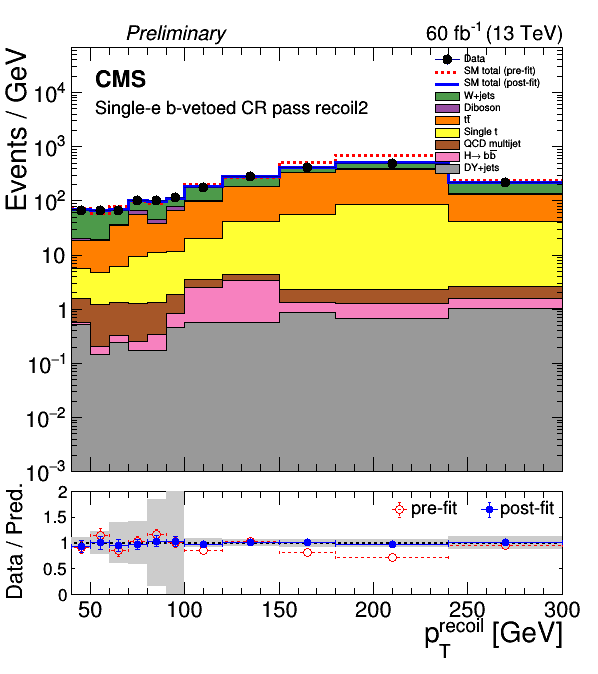 Preliminary
60 fb⁻¹ (13 TeV)
Events / GeV
CMS
Single-e b-vetoed CR pass recoil2
Data
SM total (pre-fit)
SM total (post-fit)
W+jets
Diboson
tt̅
Single t
QCD multijet
H→ bb̅
DY+jets
10⁴
10³
10²
10
1
10⁻¹
10⁻²
10⁻³
Data / Pred.
pre-fit
post-fit
2
1.5
1
0.5
0
50 100 150 200 250 300
p_T^recoil [GeV]